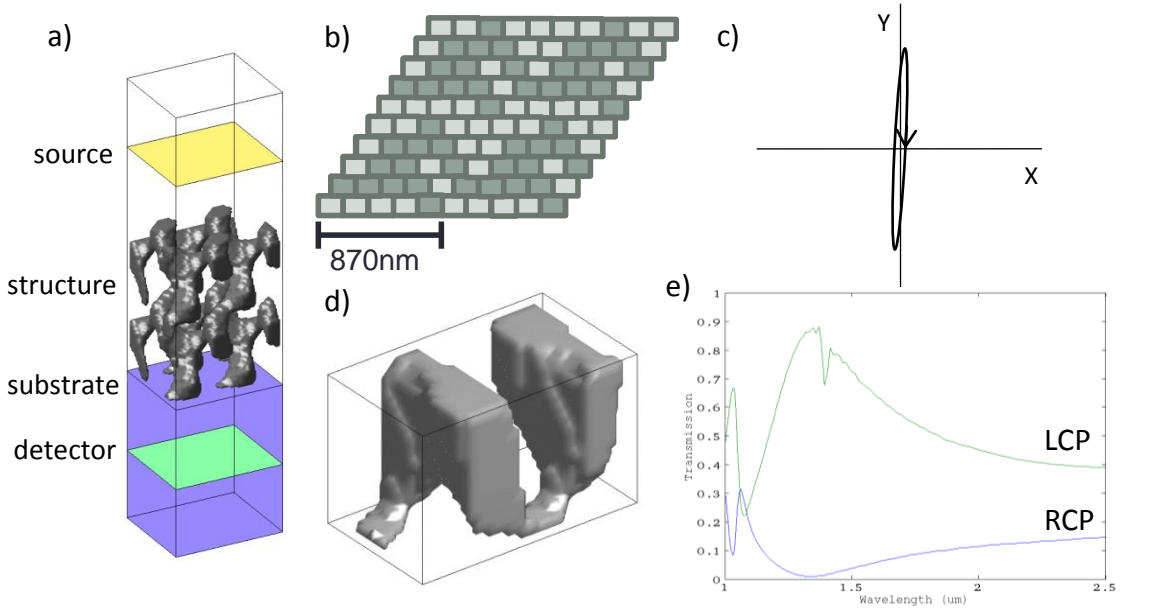 a)
source
structure
substrate
detector
b)
870nm
c)
Y
X
d)
e)
1
0.9
0.8
0.7
0.6
0.5
0.4
0.3
0.2
0.1
0
Transmission
LCP
RCP
1
1.5
2
2.5
Wavelength (um)